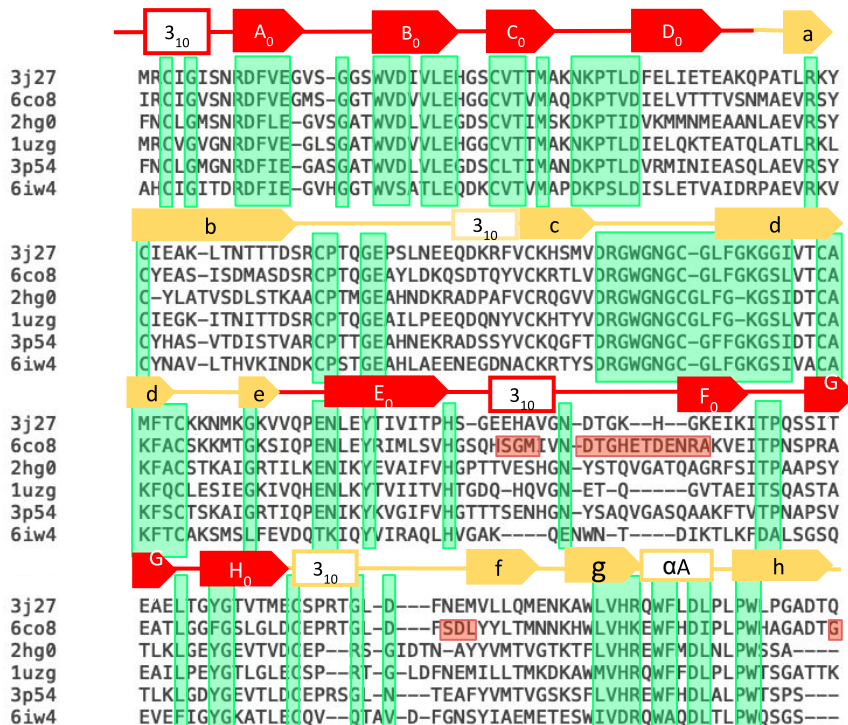 3₁₀ A₀ B₀ C₀ D₀ a
3j27 MRCIGISNRDFVEGVS-GGSWVDIVLEHGSCVTTMAKNKPTLDFELIETEAKQPATLRKY
6co8 IRCIGVSNRDFVEGMS-GGTWVDVVLEHGGCVTVMAQDKPTVDIELVTTTVSNMAEVRSY
2hg0 FNCLGMSNRDFLE-GVSGATWVDLVLEGDSCVTIMSKDKPTIDVKMMNMEAANLAEVRSY
1uzg MRCVGVGNRDFVE-GLSGATWVDVVLEHGGCVTTMAKNKPTLDIELQKTEATQLATLRKL
3p54 FNCLGMGNRDFIE-GASGATWVDLVLEGDSCLTIMANDKPTLDVRMINIEASQLAEVRSY
6iw4 AHCIGITDRDFIE-GVHGGTWVSATLEQDKCVTVMAPDKPSLDISLETVAIDRPAEVRKV
b 3₁₀ c d
3j27 CIEAK-LTNTTTDSRCPTQGEPSLNEEQDKRFVCKHSMVDRGWGNGC-GLFGKGGIVTCA
6co8 CYEAS-ISDMASDSRCPTQGEAYLDKQSDTQYVCKRTLVDRGWGNGC-GLFGKGSLVTCA
2hg0 C-YLATVSDLSTKAACPTMGEAHNDKRADPAFVCRQGVVDRGWGNGCGLFG-KGSIDTCA
1uzg CIEGK-ITNITTDSRCPTQGEAILPEEQDQNYVCKHTYVDRGWGNGC-GLFGKGSLVTCA
3p54 CYHAS-VTDISTVARCPTTGEAHNEKRADSSYVCKQGFTDRGWGNGC-GFFGKGSIDTCA
6iw4 CYNAV-LTHVKINDKCPSTGEAHLAEENEGDNACKRTYSDRGWGNGC-GLFGKGSIVACA
d e E₀ 3₁₀ F₀ G
3j27 MFTCKKNMKGKVVQPENLEYTIVITPHS-GEEHAVGN-DTGK--H--GKEIKITPQSSIT
6co8 KFACSKKMTGKSIQPENLEYRIMLSVHGSQHSGMIVN-DTGHETDENRAKVEITPNSPRA
2hg0 KFACSTKAIGRTILKENIKYEVAIFVHGPTTVESHGN-YSTQVGATQAGRFSITPAAPSY
1uzg KFQCLESIEGKIVQHENLKYTVIITVHTGDQ-HQVGN-ET-Q-----GVTAEITSQASTA
3p54 KFSCTSKAIGRTIQPENIKYKVGIFVHGTTTSENHGN-YSAQVGASQAAKFTVTPNAPSV
6iw4 KFTCAKSMSLFEVDQTKIQYVIRAQLHVGAK----QENWN-T----DIKTLKFDALSGSQ
G H₀ 3₁₀ f g αA h
3j27 EAELTGYGTVTMECSPRTGL-D---FNEMVLLQMENKAWLVHRQWFLDLPLPWLPGADTQ
6co8 EATLGGFGSLGLDCEPRTGL-D---FSDLYYLTMNNKHWLVHKEWFHDIPLPWHAGADTG
2hg0 TLKLGEYGEVTVDCEP--RS-GIDTN-AYYVMTVGTKTFLVHREWFMDLNLPWSSA----
1uzg EAILPEYGTLGLECSP--RT-G-LDFNEMILLTMKDKAWMVHRQWFFDLPLPWTSGATTK
3p54 TLKLGDYGEVTLDCEPRSGL-N---TEAFYVMTVGSKSFLVHREWFHDLALPWTSPS---
6iw4 EVEFIGYGKATLECQV--QTAV-D-FGNSYIAEMETESWIVDRQWAQDLTLPWQSGS---